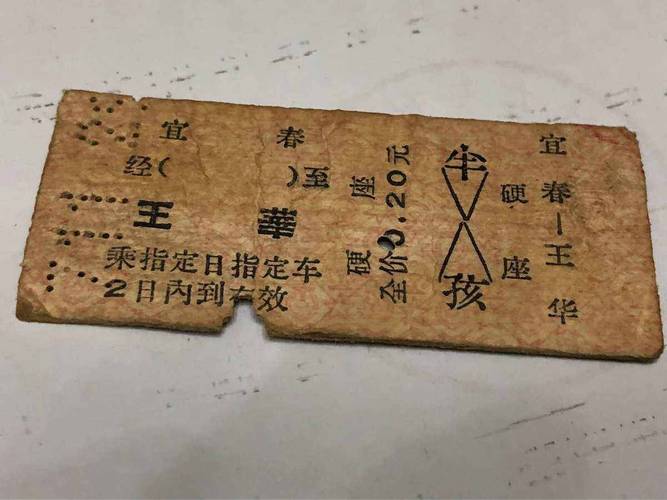 宜春
经()至
王華
乘指定日指定车
2日内到有效
硬座
全价0.20元
半
孩
硬座
宜春—王华